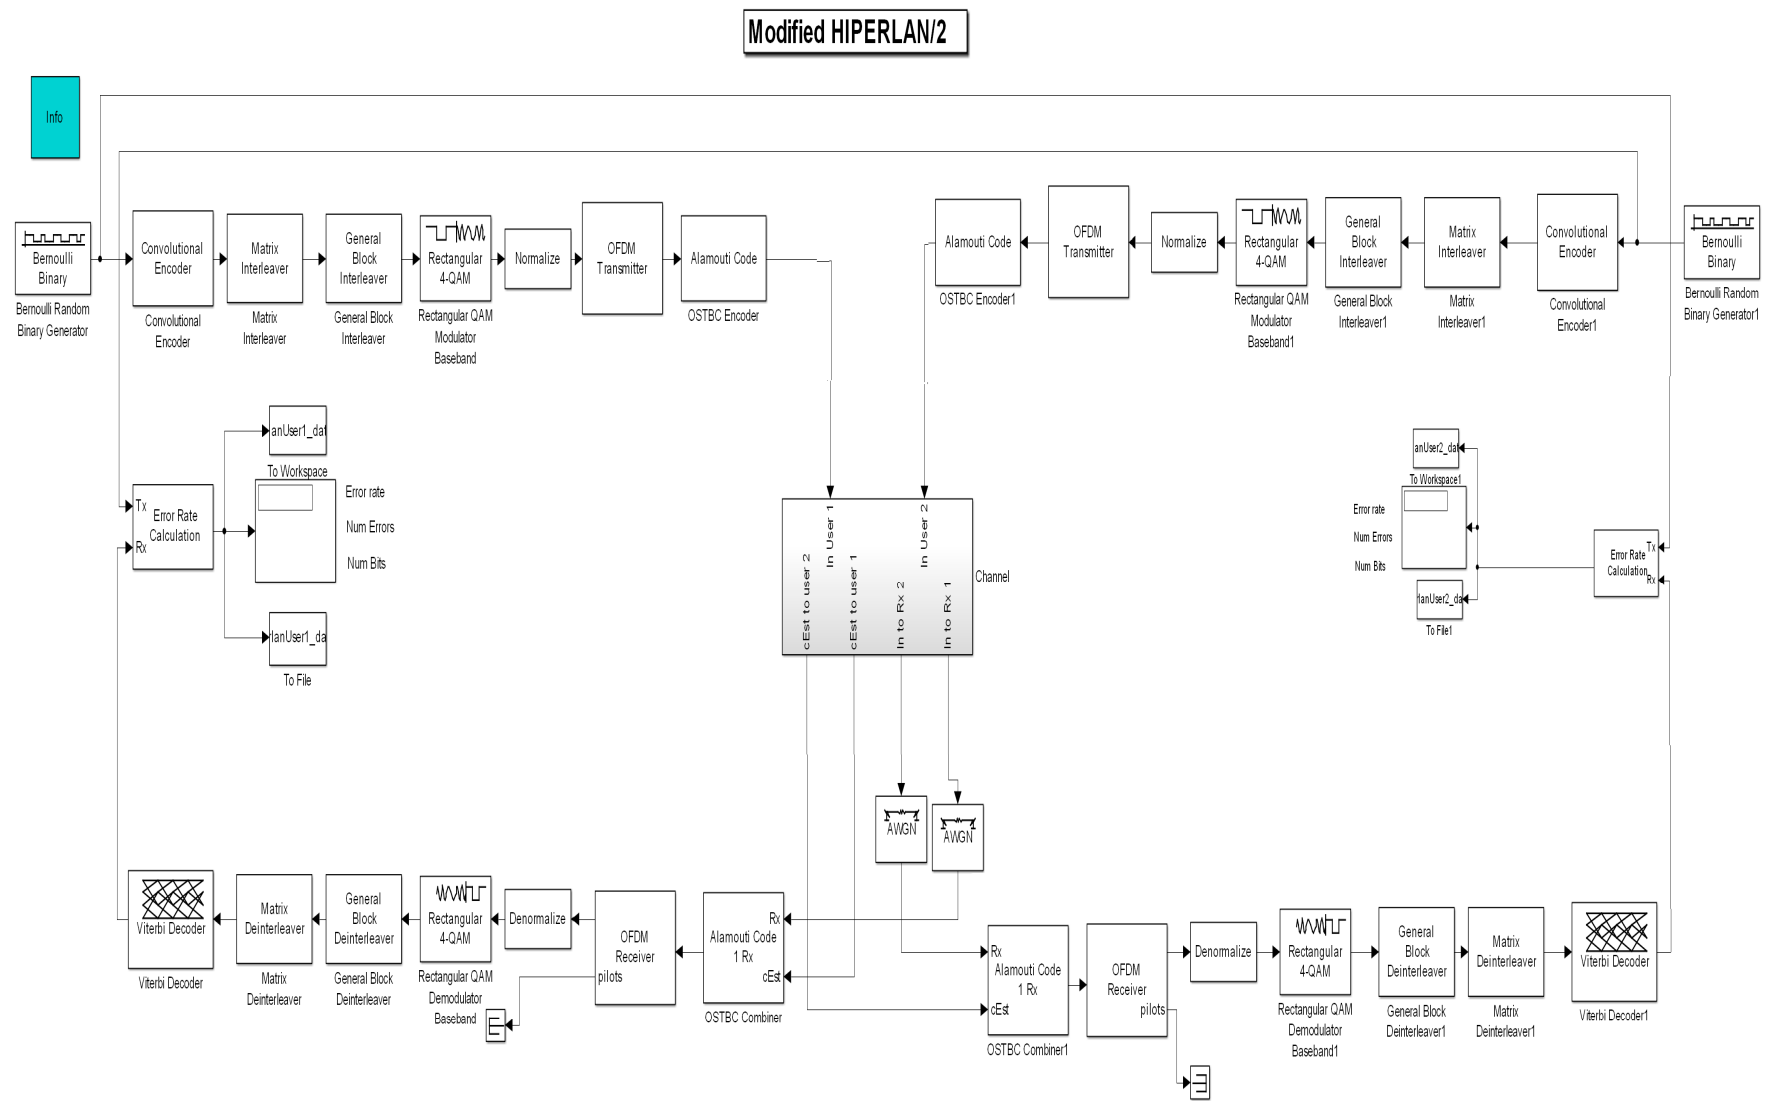 Modified HIPERLAN/2
Info
Bernoulli
Binary
Bernoulli Random
Binary Generator
Convolutional
Encoder
Convolutional
Encoder
Matrix
Interleaver
Matrix
Interleaver
General
Block
Interleaver
General Block
Interleaver
Rectangular
4-QAM
Rectangular QAM
Modulator
Baseband
Normalize
OFDM
Transmitter
Alamouti Code
OSTBC Encoder
Alamouti Code
OSTBC Encoder1
OFDM
Transmitter
Normalize
Rectangular
4-QAM
Rectangular QAM
Modulator
Baseband1
General
Block
Interleaver
General Block
Interleaver1
Matrix
Interleaver
Matrix
Interleaver1
Convolutional
Encoder
Convolutional
Encoder1
Bernoulli
Binary
Bernoulli Random
Binary Generator1
Tx
Rx
Error Rate
Calculation
anUser1_dat
To Workspace
Error rate
Num Errors
Num Bits
rlanUser1_da
To File
In User 1
In User 2
cEst to user 2
cEst to user 1
In to Rx 2
In to Rx 1
Channel
anUser2_dat
To Workspace1
Error rate
Num Errors
Num Bits
rlanUser2_da
To File1
Error Rate
Calculation
Tx
Rx
AWGN
AWGN
Viterbi Decoder
Viterbi Decoder
Matrix
Deinterleaver
Matrix
Deinterleaver
General
Block
Deinterleaver
General Block
Deinterleaver
Rectangular
4-QAM
Rectangular QAM
Demodulator
Baseband
Denormalize
OFDM
Receiver
pilots
Rx
Alamouti Code
1 Rx
cEst
OSTBC Combiner
Rx
Alamouti Code
1 Rx
cEst
OSTBC Combiner1
OFDM
Receiver
pilots
Denormalize
Rectangular
4-QAM
Rectangular QAM
Demodulator
Baseband1
General
Block
Deinterleaver
General Block
Deinterleaver1
Matrix
Deinterleaver
Matrix
Deinterleaver1
Viterbi Decoder
Viterbi Decoder1